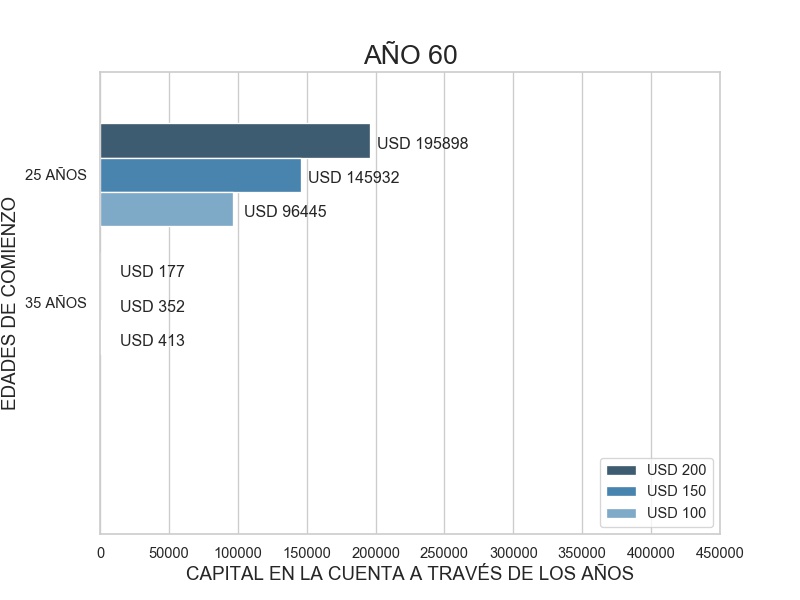 AÑO 60
USD 195898
25 AÑOS
USD 145932
USD 96445
USD 177
35 AÑOS
USD 352
USD 413
EDADES DE COMIENZO
USD 200
USD 150
USD 100
0 50000 100000 150000 200000 250000 300000 350000 400000 450000
CAPITAL EN LA CUENTA A TRAVÉS DE LOS AÑOS